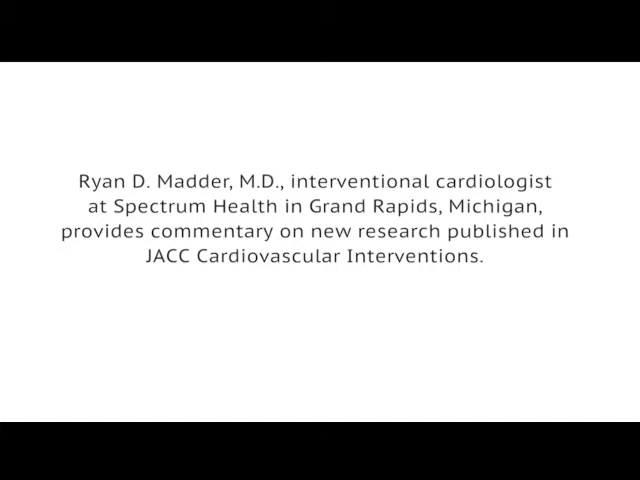 Ryan D. Madder, M.D., interventional cardiologist
at Spectrum Health in Grand Rapids, Michigan,
provides commentary on new research published in
JACC Cardiovascular Interventions.